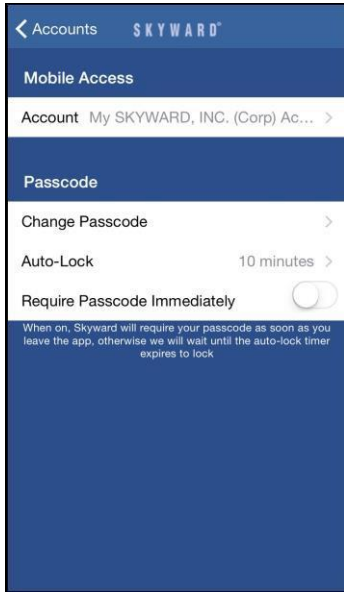 Accounts SKYWARD
Mobile Access
Account My SKYWARD, INC. (Corp) Ac...
Passcode
Change Passcode
Auto-Lock 10 minutes
Require Passcode Immediately
When on, Skyward will require your passcode as soon as you
leave the app, otherwise we will wait until the auto-lock timer
expires to lock